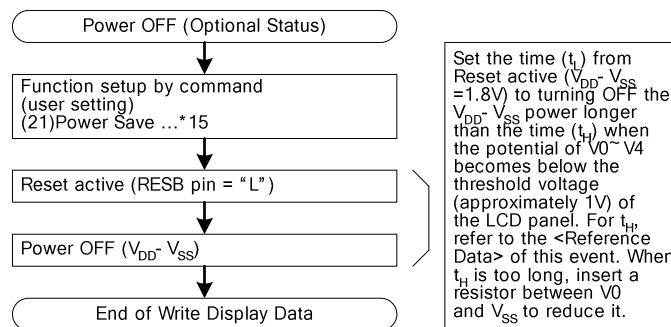 Power OFF (Optional Status)
Function setup by command
(user setting)
(21)Power Save ...*15
Reset active (RESB pin = “L”)
Power OFF (VDD- VSS)
End of Write Display Data
Set the time (tL) from
Reset active (VDD- VSS
=1.8V) to turning OFF the
VDD- VSS power longer
than the time (tH) when
the potential of V0~ V4
becomes below the
threshold voltage
(approximately 1V) of
the LCD panel. For tH,
refer to the <Reference
Data> of this event. When
tH is too long, insert a
resistor between V0
and VSS to reduce it.